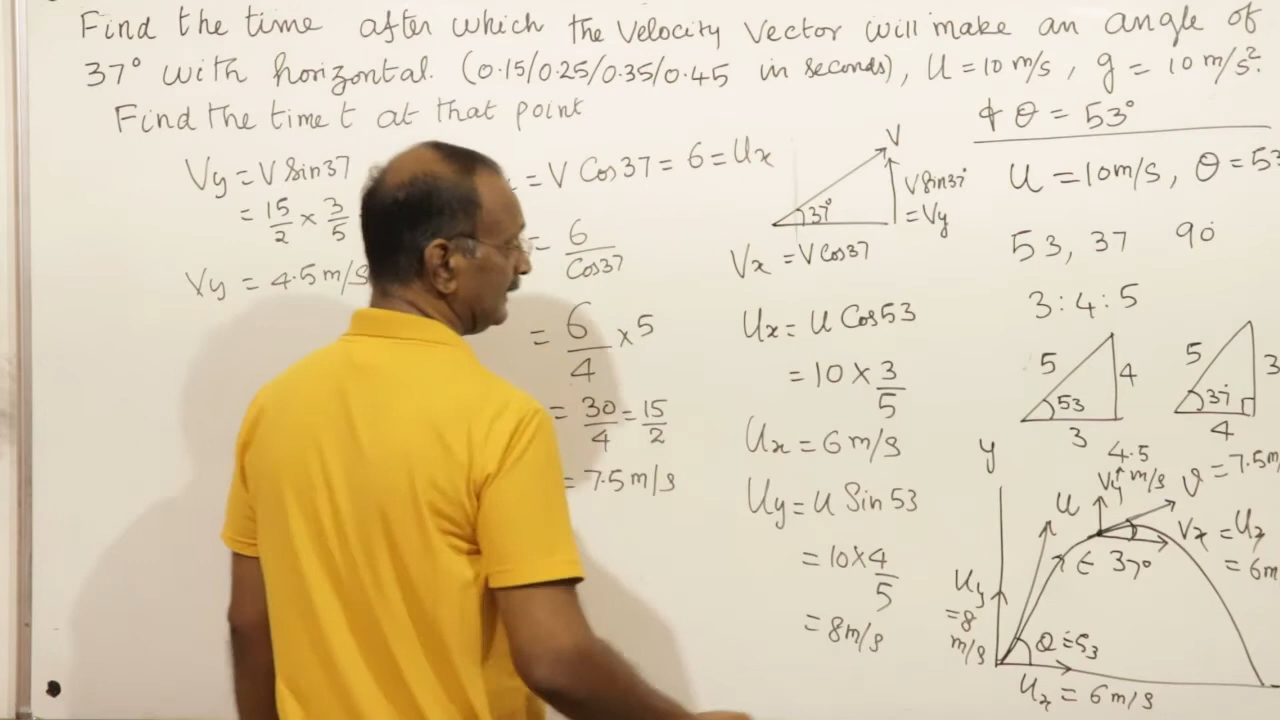 Find the time after which the velocity vector will make an angle of
37° with horizontal. (0.15/0.25/0.35/0.45 in seconds), U = 10 m/s, g = 10 m/s².
& θ = 53°
Find the time t at that point
Vy = V Sin37
= 15/2 × 3/5
Vy = 4.5 m/s
= V Cos37 = 6 = Ux
= 6/Cos37
= 6/4 × 5
= 30/4 = 15/2
= 7.5 m/s
V
37°
V Sin37°
= Vy
Vx = V Cos37
Ux = U Cos53
= 10 × 3/5
Ux = 6 m/s
Uy = U Sin 53
= 10 × 4/5
= 8 m/s
U = 10 m/s, θ = 53
53, 37 90°
3 : 4 : 5
5 4
53
3
5 3
37°
4
y
4.5
Vy m/s
V = 7.5 m
U
Vx = Ux
= 6m
t 37°
Uy
= 8
m/s
θ = 53
Ux = 6 m/s